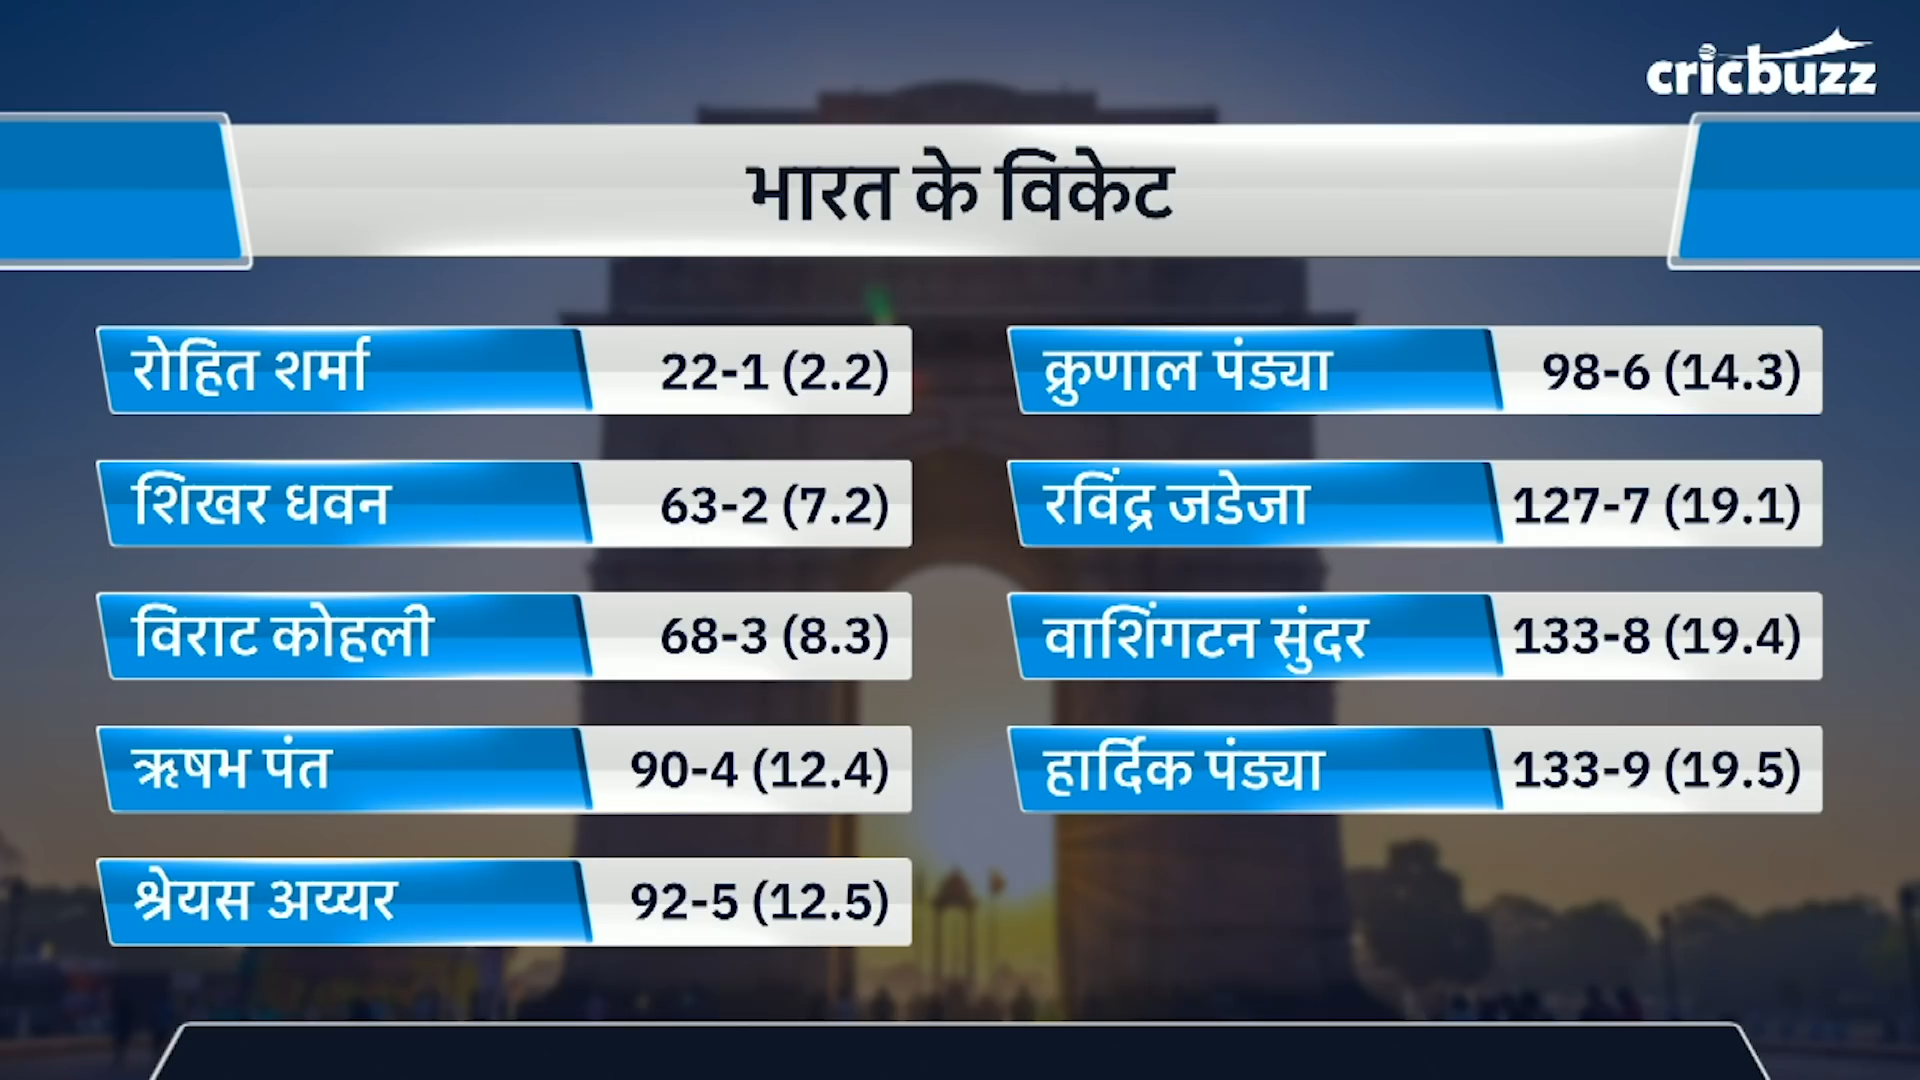 cricbuzz
भारत के विकेट
रोहित शर्मा 22-1 (2.2)
शिखर धवन 63-2 (7.2)
विराट कोहली 68-3 (8.3)
ऋषभ पंत 90-4 (12.4)
श्रेयस अय्यर 92-5 (12.5)
क्रुणाल पंड्या 98-6 (14.3)
रविंद्र जडेजा 127-7 (19.1)
वाशिंगटन सुंदर 133-8 (19.4)
हार्दिक पंड्या 133-9 (19.5)